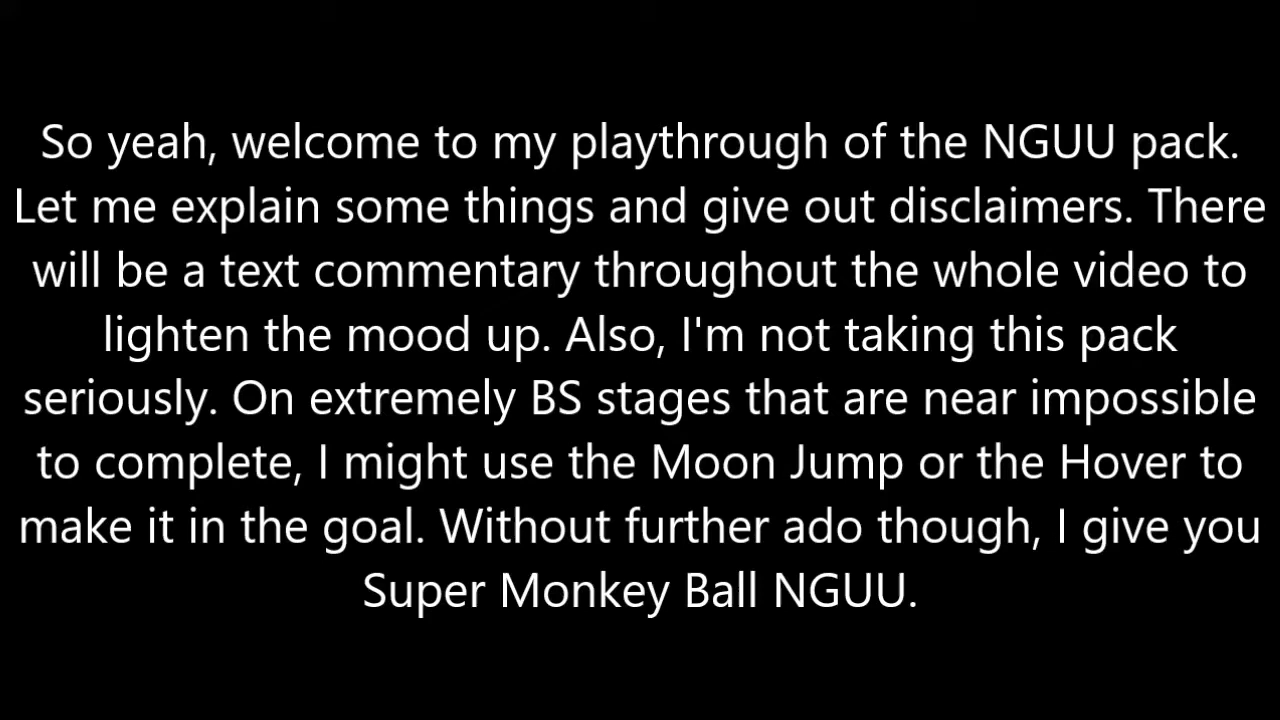 So yeah, welcome to my playthrough of the NGUU pack.
Let me explain some things and give out disclaimers. There
will be a text commentary throughout the whole video to
lighten the mood up. Also, I'm not taking this pack
seriously. On extremely BS stages that are near impossible
to complete, I might use the Moon Jump or the Hover to
make it in the goal. Without further ado though, I give you
Super Monkey Ball NGUU.